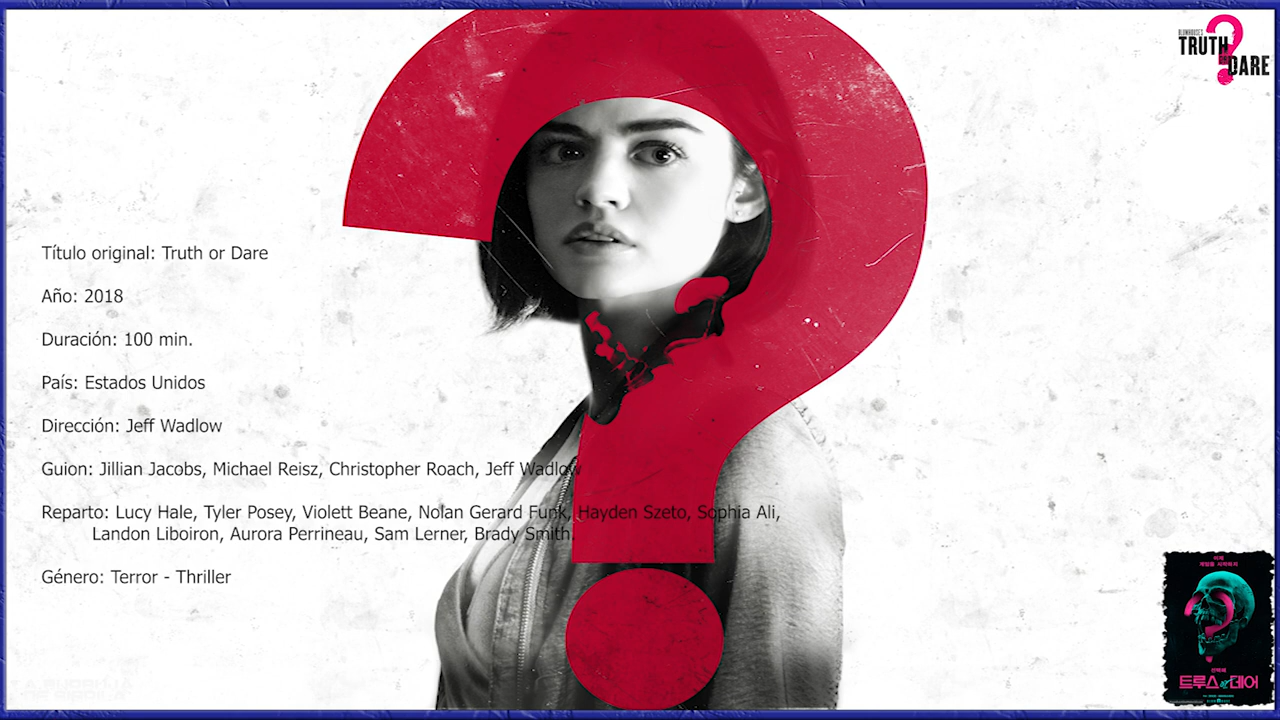 BLUMHOUSE'S
TRUTH
DARE
Título original: Truth or Dare
Año: 2018
Duración: 100 min.
País: Estados Unidos
Dirección: Jeff Wadlow
Guion: Jillian Jacobs, Michael Reisz, Christopher Roach, Jeff Wadlow
Reparto: Lucy Hale, Tyler Posey, Violett Beane, Nolan Gerard Funk, Hayden Szeto, Sophia Ali,
Landon Liboiron, Aurora Perrineau, Sam Lerner, Brady Smith.
Género: Terror - Thriller
트루스 데어